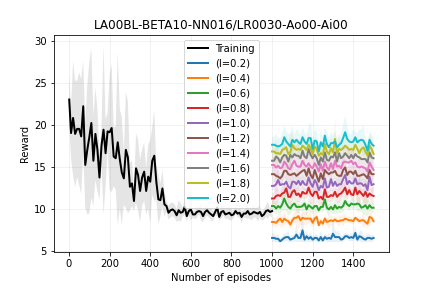 LA00BL-BETA10-NN016/LR0030-Ao00-Ai00
30
25
20
15
10
5
Reward
Training
(l=0.2)
(l=0.4)
(l=0.6)
(l=0.8)
(l=1.0)
(l=1.2)
(l=1.4)
(l=1.6)
(l=1.8)
(l=2.0)
0 200 400 600 800 1000 1200 1400
Number of episodes